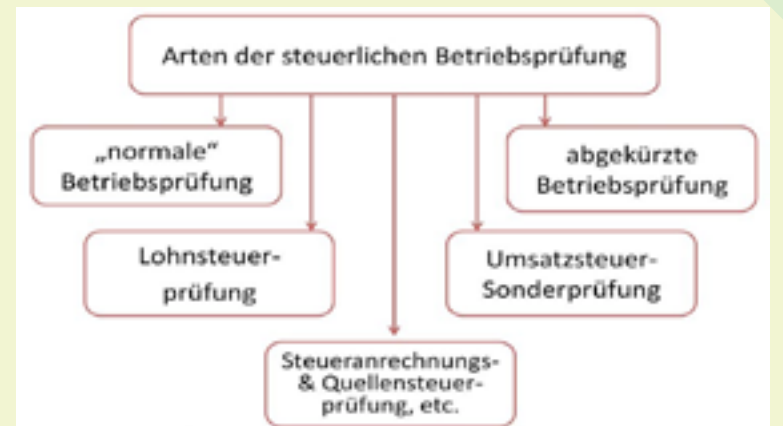 Arten der steuerlichen Betriebsprüfung
„normale“
Betriebsprüfung
abgekürzte
Betriebsprüfung
Lohnsteuer-
prüfung
Umsatzsteuer-
Sonderprüfung
Steueranrechnungs-
& Quellensteuer-
prüfung, etc.